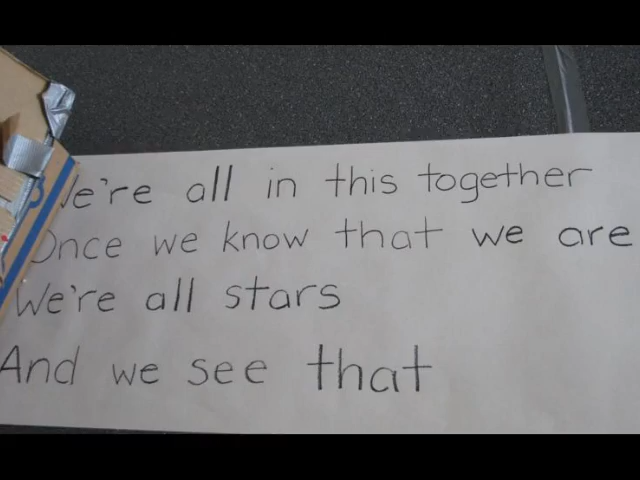 We're all in this together
Once we know that we are
We're all stars
And we see that